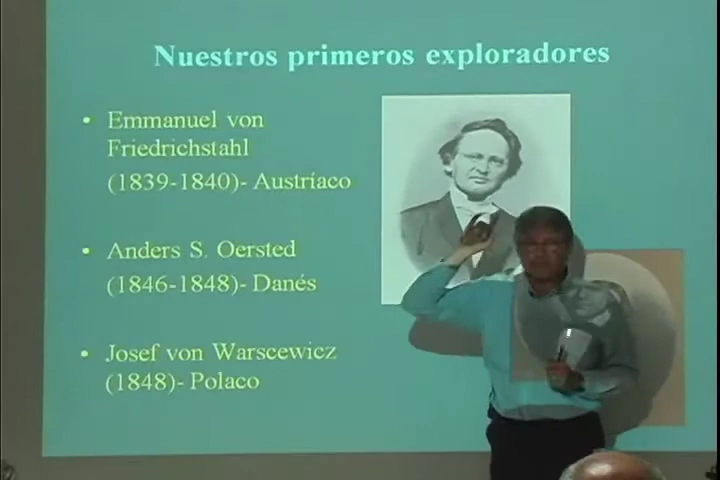 Nuestros primeros exploradores
• Emmanuel von
Friedrichstahl
(1839-1840)- Austríaco
• Anders S. Oersted
(1846-1848)- Danés
• Josef von Warscewicz
(1848)- Polaco